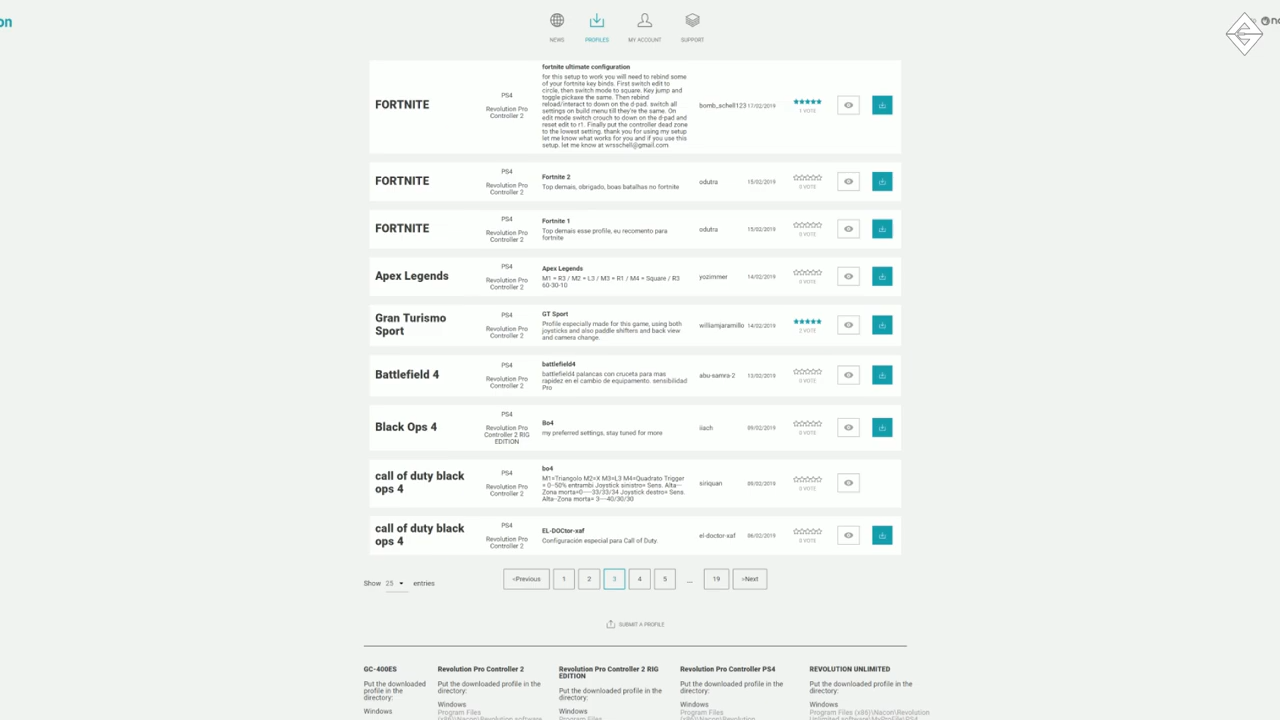 on
NEWS
PROFILES
MY ACCOUNT
SUPPORT
FORTNITE
PS4
Revolution Pro
Controller 2
fortnite ultimate configuration
for this setup to work you will need to rebind some
of your fortnite key binds. First switch edit to
circle, then switch mode to square. Key jump and
toggle pickaxe the same. Then rebind
reload/interact to down on the d pad. switch all
settings on build menu till they're the same. On
edit mode switch crouch to down on the d-pad and
reset edit to r1. Finally put the controller dead zone
to the lowest setting. thank you for using my setup
let me know what works for you and if you use this
setup. let me know at wrsschell@gmail.com
bomb_schell123 17/02/2019
1 VOTE
FORTNITE
PS4
Revolution Pro
Controller 2
Fortnite 2
Top demais, obrigado, boas batalhas no fortnite
odutra
15/02/2019
0 VOTE
FORTNITE
PS4
Revolution Pro
Controller 2
Fortnite 1
Top demais esse profile, eu recomento para
fortnite
odutra
15/02/2019
0 VOTE
Apex Legends
PS4
Revolution Pro
Controller 2
Apex Legends
M1 = R3 / M2 = L3 / M3 = R1 / M4 = Square / R3
60-30-10
yozimmer
14/02/2019
0 VOTE
Gran Turismo
Sport
PS4
Revolution Pro
Controller 2
GT Sport
Profile especially made for this game, using both
joysticks and also paddle shifters and back view
and camera change.
williamjaramillo 14/02/2019
2 VOTE
Battlefield 4
PS4
Revolution Pro
Controller 2
battlefield4
battlefield4 palancas con cruceta para mas
rapidez en el cambio de equipamento. sensibilidad
Pro
abu-samra-2
13/02/2019
0 VOTE
Black Ops 4
PS4
Revolution Pro
Controller 2 RIG
EDITION
Bo4
my preferred settings, stay tuned for more
09/02/2019
0 VOTE
call of duty black
ops 4
PS4
Revolution Pro
Controller 2
bo4
M1=Triangolo M2=X M3=L3 M4=Quadrato Trigger
= 0--50% entrambi Joystick sinistro= Sens. Alta--
Zona morta=0----33/33/34 Joystick destro= Sens.
Alta--Zona morta= 3----40/30/30
siriquan
0 VOTE
call of duty black
ops 4
PS4
Revolution Pro
Controller 2
EL-DOCtor-xaf
Configuración especial para Call of Duty.
el-doctor-xaf
06/02/2019
0 VOTE
Show 25 entries
<Previous 1 2 3 4 5 ... 19 >Next
SUBMIT A PROFILE
GC-400ES
Put the downloaded
profile in the
directory:
Windows
Revolution Pro Controller 2
Put the downloaded profile in the
directory:
Windows
Program Files
(x86)\Nacon\Revolution software\MyProfile
Revolution Pro Controller 2 RIG
EDITION
Put the downloaded profile in the
directory:
Windows
Program Files
Revolution Pro Controller PS4
Put the downloaded profile in the
directory:
Windows
Program Files
(x86)\Nacon\Revolution
REVOLUTION UNLIMITED
Put the downloaded profile in the
directory:
Windows
Program Files (x86)\Nacon\Revolution